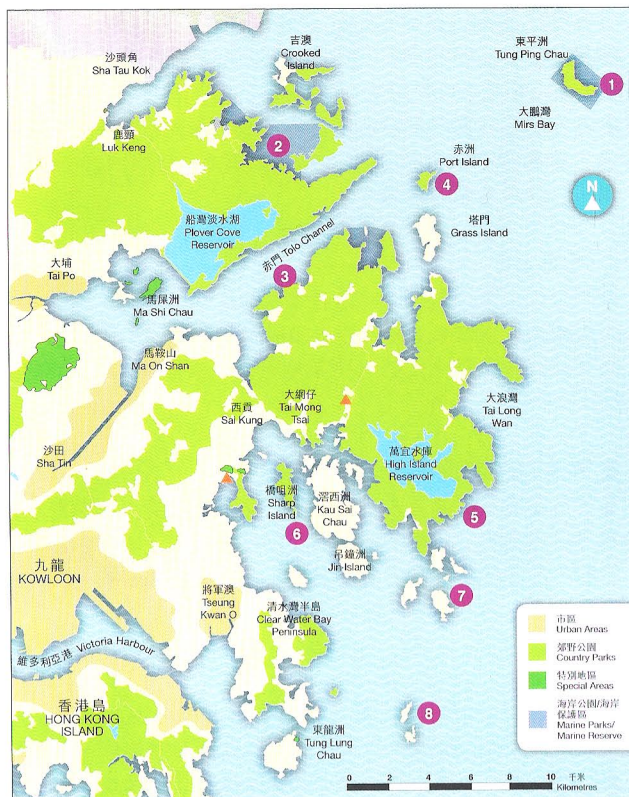 吉澳
Crooked
Island
沙頭角
Sha Tau Kok
東平洲
Tung Ping Chau
1
大鵬灣
Mirs Bay
鹿頸
Luk Keng
2
赤洲
Port Island
4
N
船灣淡水湖
Plover Cove
Reservoir
塔門
Grass Island
赤門 Tolo Channel
3
大埔
Tai Po
馬屎洲
Ma Shi Chau
馬鞍山
Ma On Shan
西貢
Sai Kung
大網仔
Tai Mong
Tsai
大浪灣
Tai Long
Wan
沙田
Sha Tin
萬宜水庫
High Island
Reservoir
橋咀洲
Sharp
Island
滘西洲
Kau Sai
Chau
5
6
吊鐘洲
Jin Island
九龍
KOWLOON
將軍澳
Tseung
Kwan O
清水灣半島
Clear Water Bay
Peninsula
7
維多利亞港 Victoria Harbour
香港島
HONG KONG
ISLAND
8
東龍洲
Tung Lung
Chau
市區
Urban Areas
郊野公園
Country Parks
特別地區
Special Areas
海岸公園/海岸
保護區
Marine Parks/
Marine Reserve
0 2 4 6 8 10 千米
Kilometres